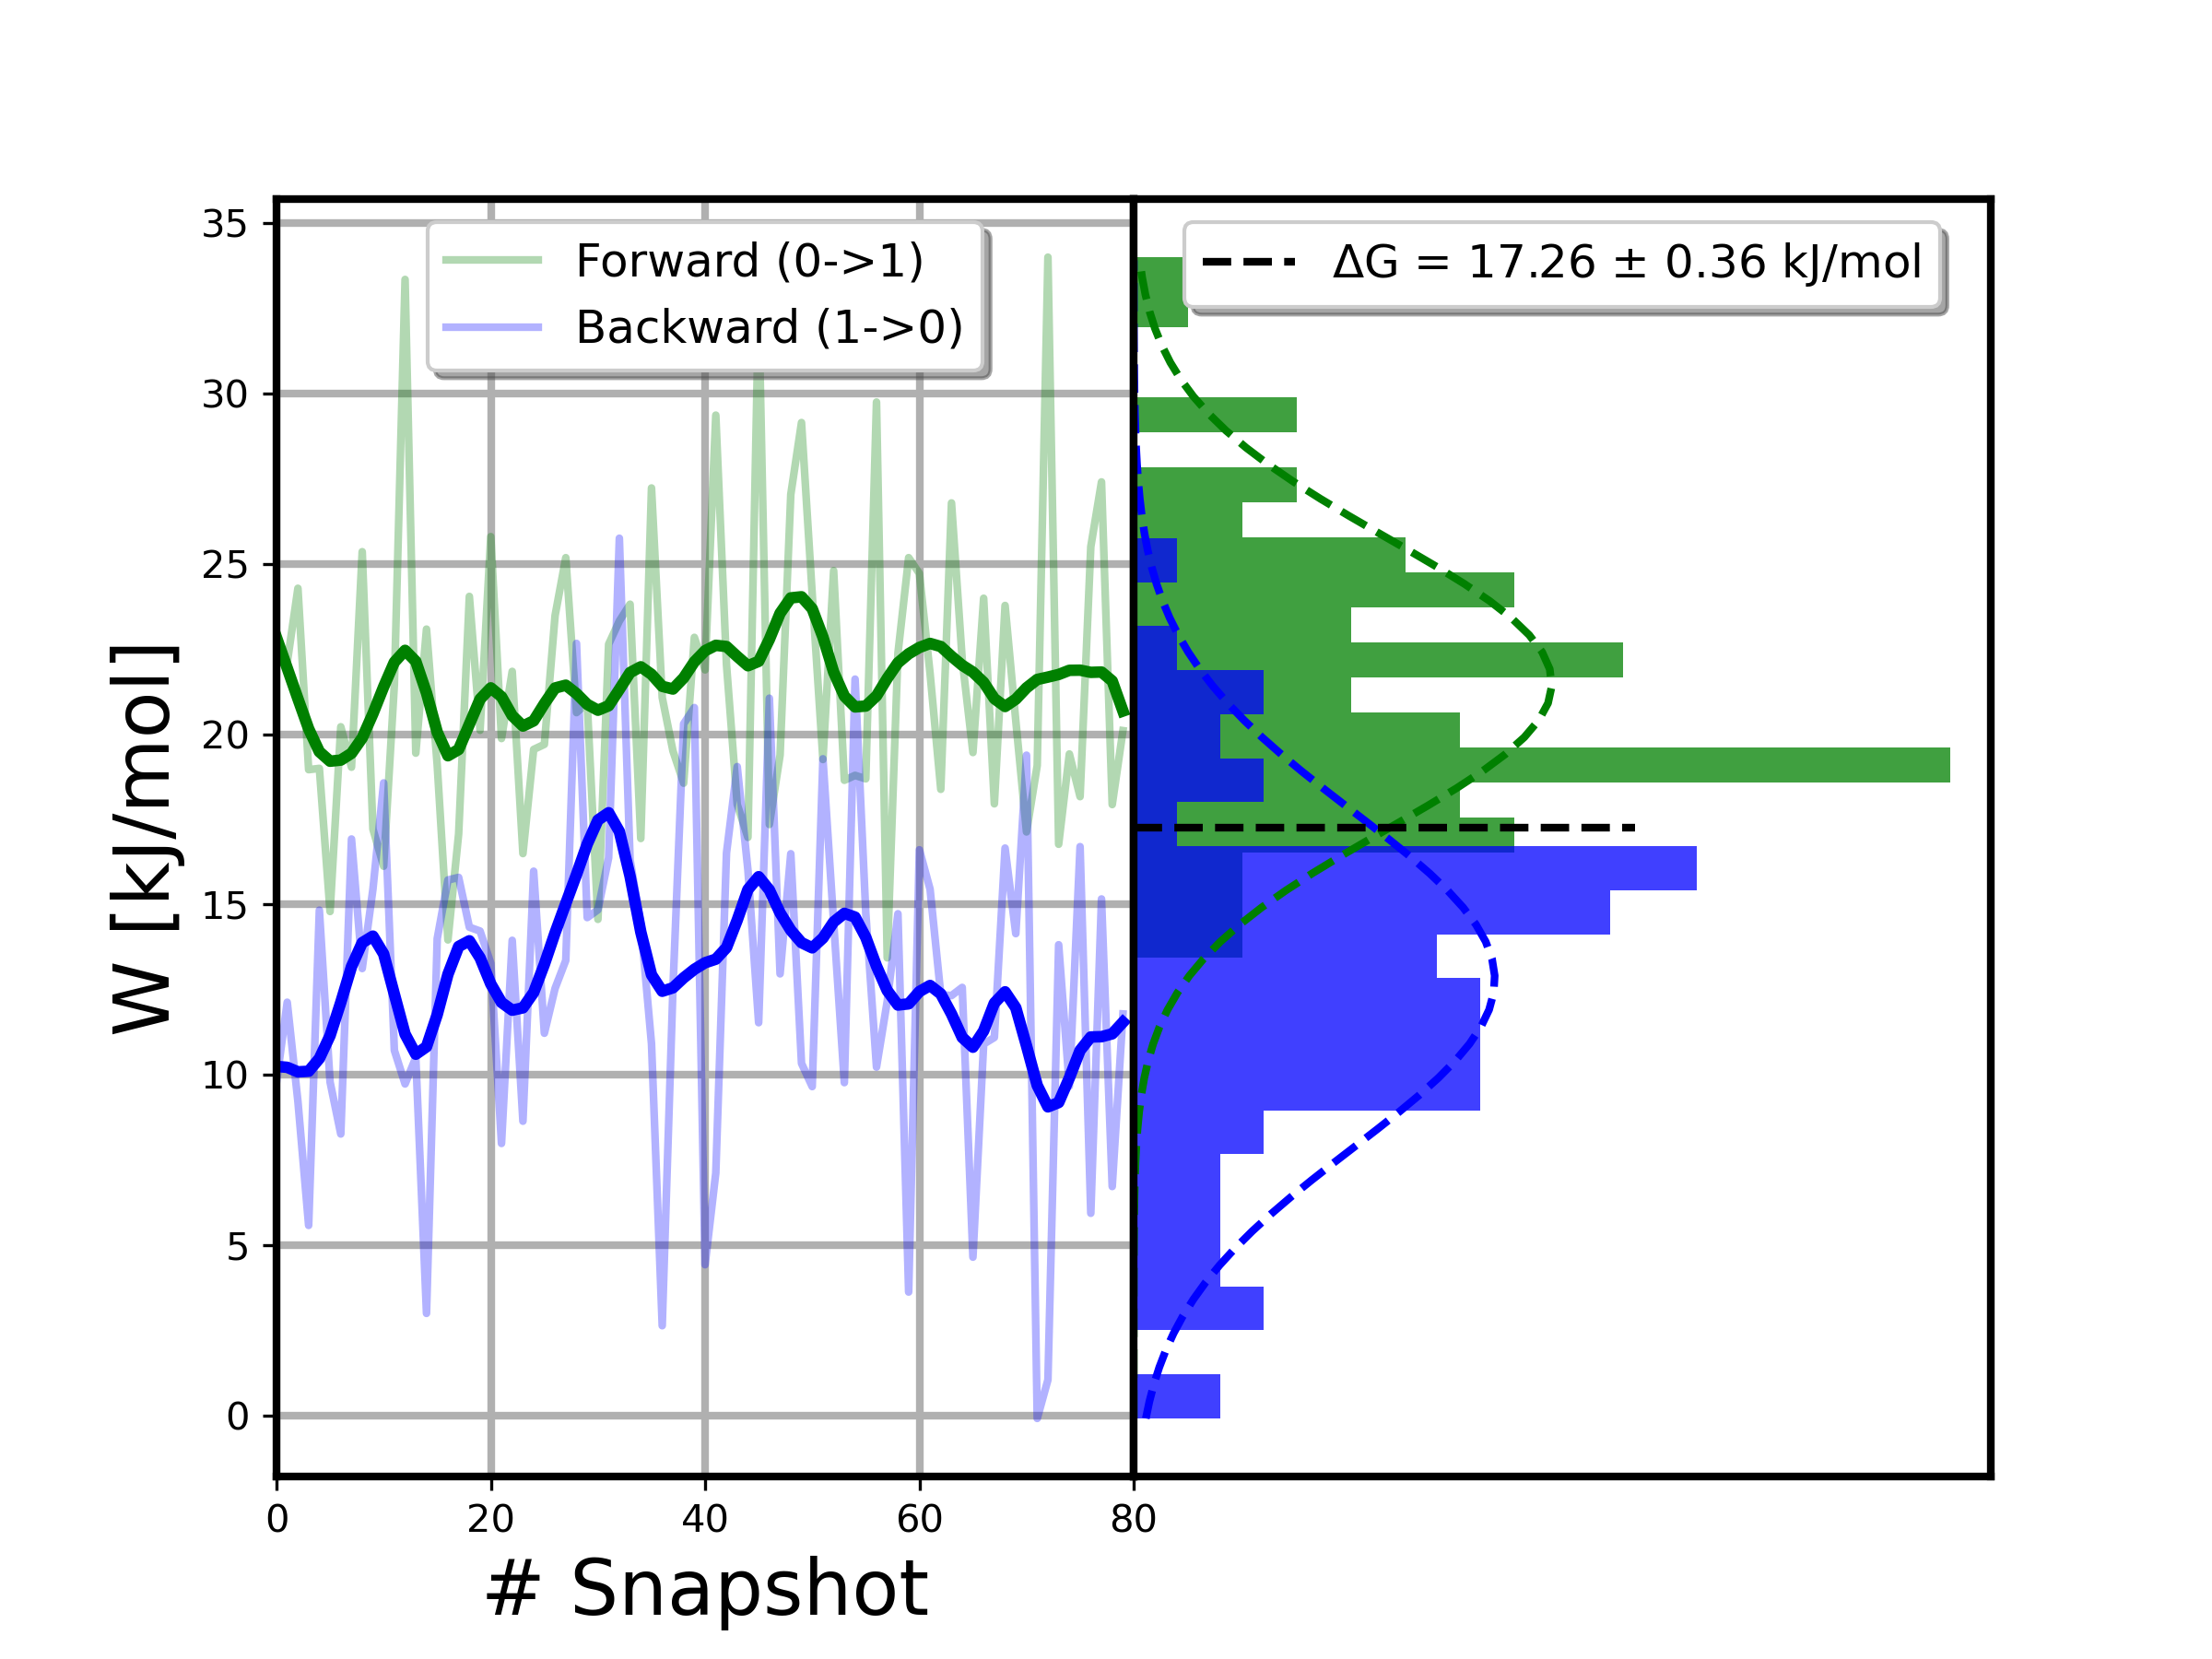 35
30
25
20
15
10
5
0
W [kJ/mol]
Forward (0->1)
Backward (1->0)
ΔG = 17.26 ± 0.36 kJ/mol
0 20 40 60 80
# Snapshot